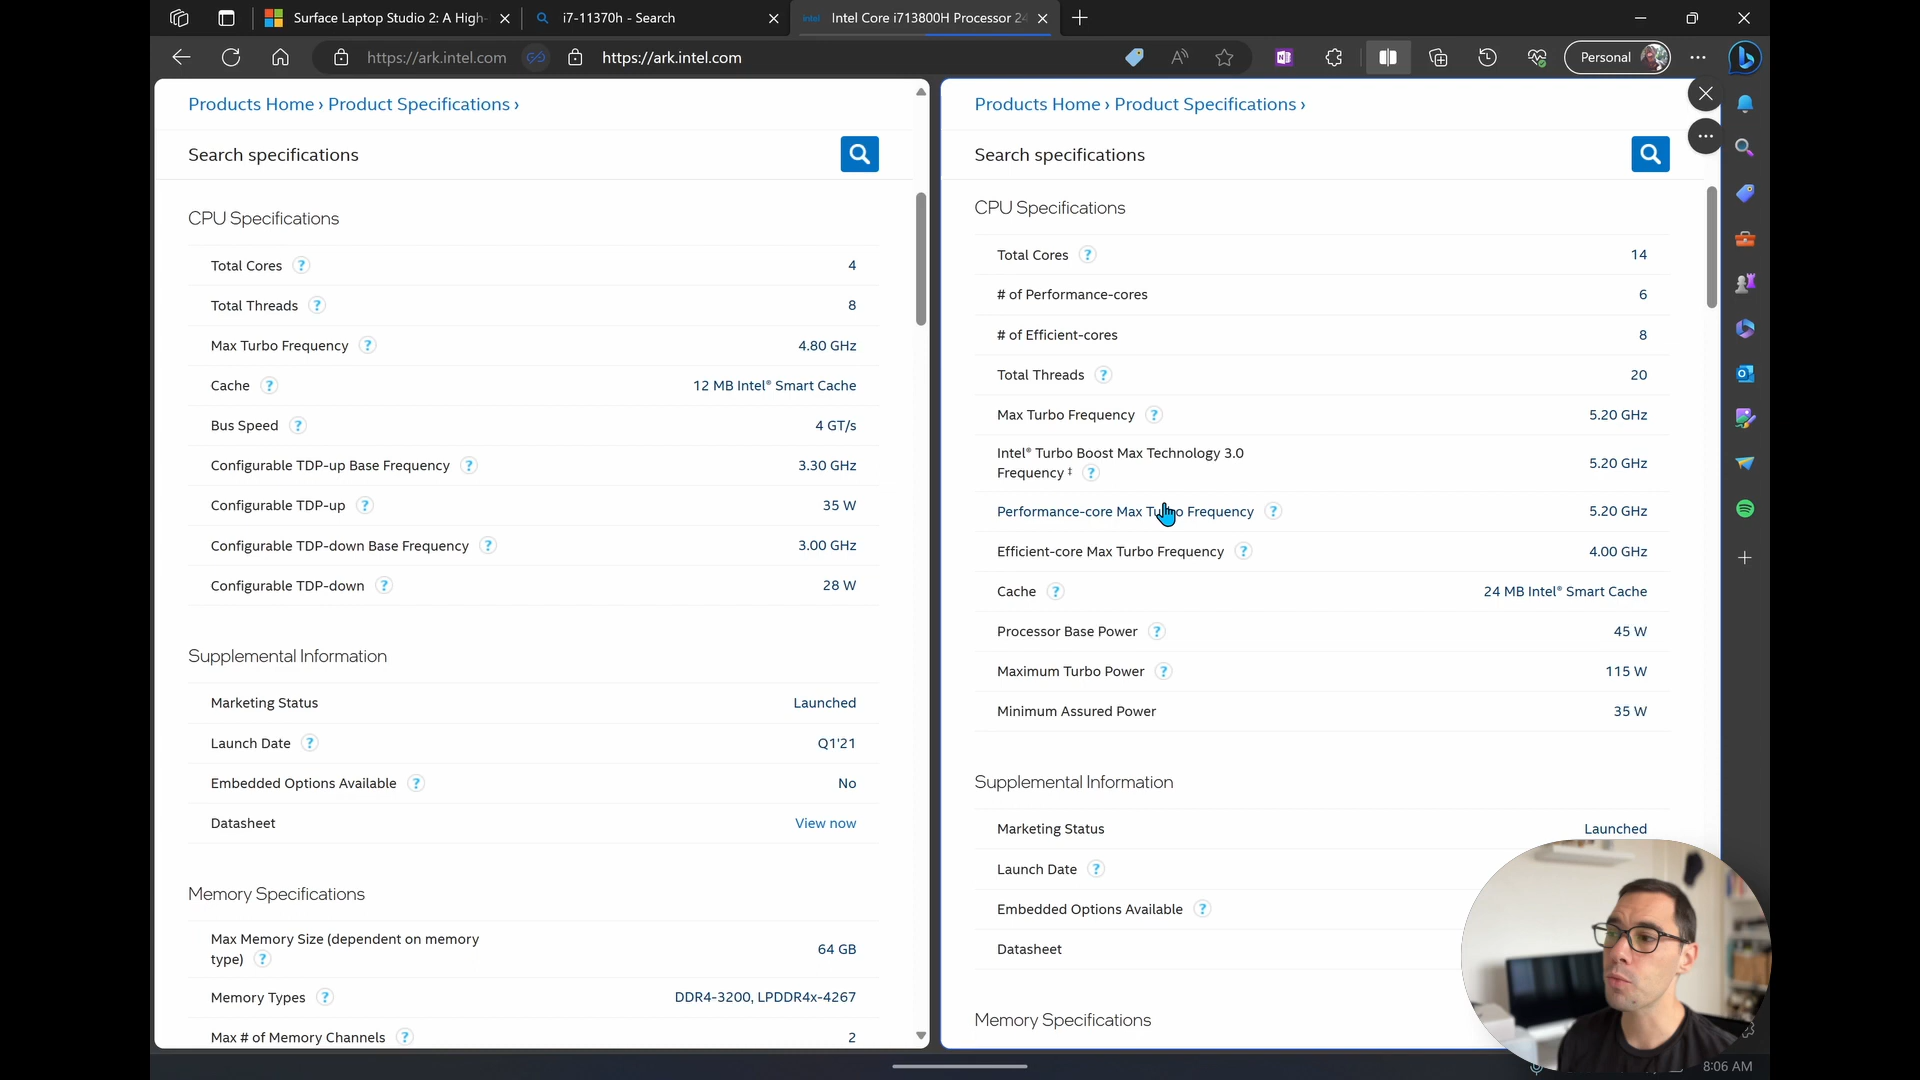 Surface Laptop Studio 2: A High-
i7-11370h - Search
intel
Intel Core i713800H Processor 24
https://ark.intel.com
https://ark.intel.com
Personal
Products Home › Product Specifications ›
Search specifications
CPU Specifications
Total Cores ? 4
Total Threads ? 8
Max Turbo Frequency ? 4.80 GHz
Cache ? 12 MB Intel® Smart Cache
Bus Speed ? 4 GT/s
Configurable TDP-up Base Frequency ? 3.30 GHz
Configurable TDP-up ? 35 W
Configurable TDP-down Base Frequency ? 3.00 GHz
Configurable TDP-down ? 28 W
Supplemental Information
Marketing Status Launched
Launch Date ? Q1'21
Embedded Options Available ? No
Datasheet View now
Memory Specifications
Max Memory Size (dependent on memory
type) ? 64 GB
Memory Types ? DDR4-3200, LPDDR4x-4267
Max # of Memory Channels ? 2
Products Home › Product Specifications ›
Search specifications
CPU Specifications
Total Cores ? 14
# of Performance-cores 6
# of Efficient-cores 8
Total Threads ? 20
Max Turbo Frequency ? 5.20 GHz
Intel® Turbo Boost Max Technology 3.0
Frequency ‡ ? 5.20 GHz
Performance-core Max Turbo Frequency ? 5.20 GHz
Efficient-core Max Turbo Frequency ? 4.00 GHz
Cache ? 24 MB Intel® Smart Cache
Processor Base Power ? 45 W
Maximum Turbo Power ? 115 W
Minimum Assured Power 35 W
Supplemental Information
Marketing Status Launched
Launch Date ?
Embedded Options Available ?
Datasheet
Memory Specifications
8:06 AM